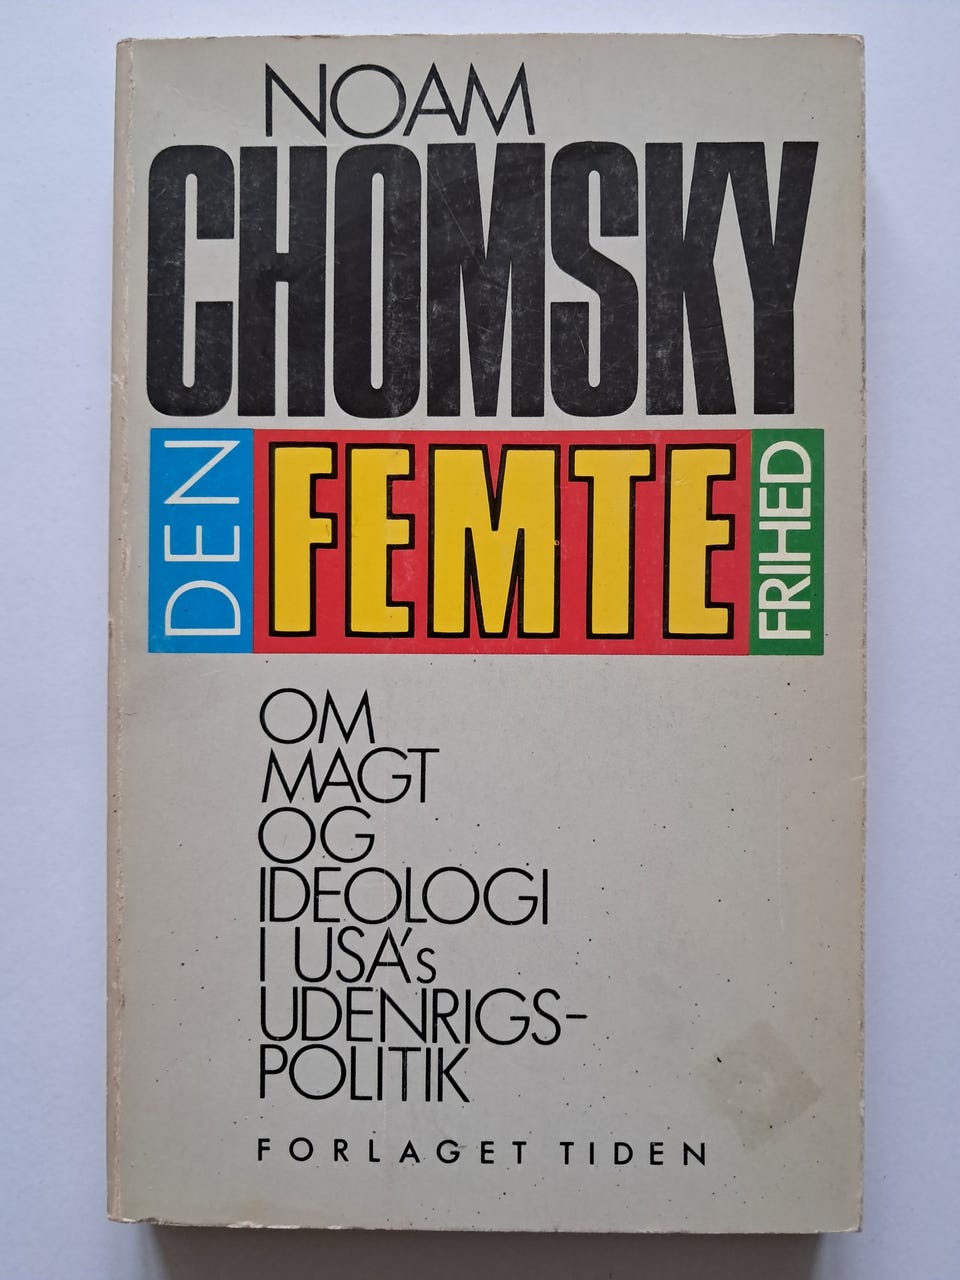 NOAM
CHOMSKY
DEN FEMTE FRIHED
OM
MAGT
OG
IDEOLOGI
I USA's
UDENRIGS-
POLITIK
FORLAGET TIDEN